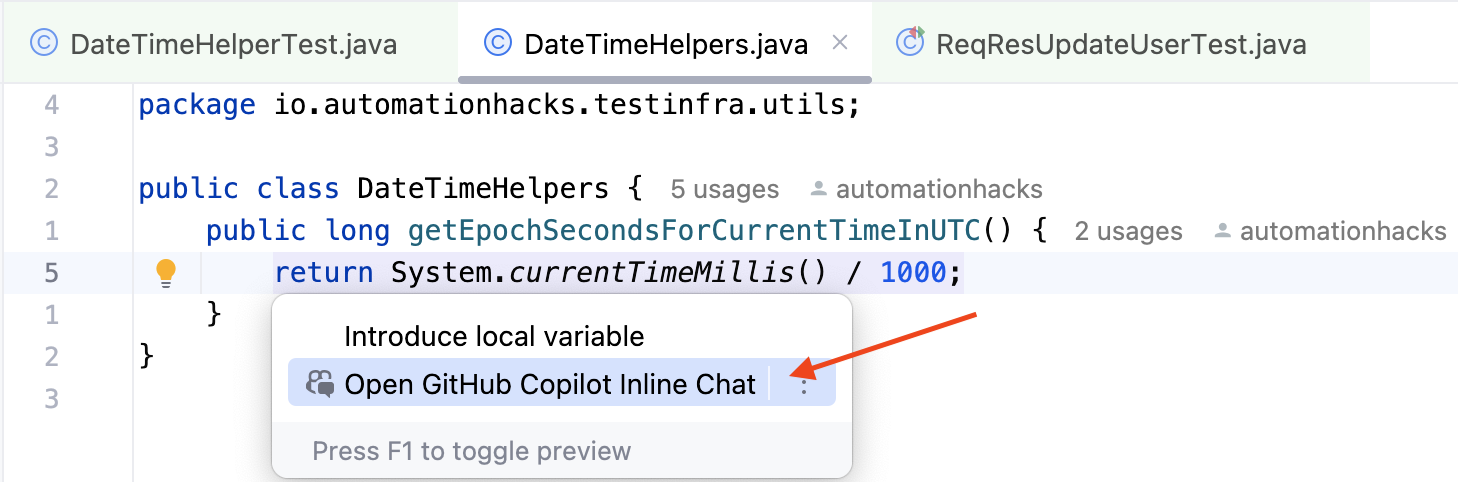 DateTimeHelperTest.java DateTimeHelpers.java × ReqResUpdateUserTest.java
4 package io.automationhacks.testinfra.utils;
3
2 public class DateTimeHelpers { 5 usages automationhacks
1 public long getEpochSecondsForCurrentTimeInUTC() { 2 usages automationhacks
5 return System.currentTimeMillis() / 1000;
1 }
Introduce local variable
2 }
Open GitHub Copilot Inline Chat
3
Press F1 to toggle preview